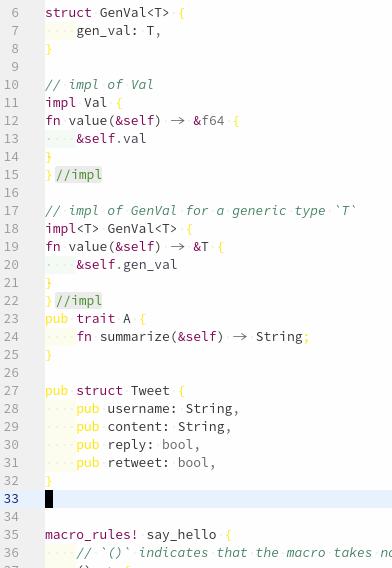 6 struct GenVal<T> {
7     gen_val: T,
8 }
9
10 // impl of Val
11 impl Val {
12 fn value(&self) → &f64 {
13     &self.val
14 }
15 } //impl
16
17 // impl of GenVal for a generic type `T`
18 impl<T> GenVal<T> {
19 fn value(&self) → &T {
20     &self.gen_val
21 }
22 } //impl
23 pub trait A {
24     fn summarize(&self) → String;
25 }
26
27 pub struct Tweet {
28     pub username: String,
29     pub content: String,
30     pub reply: bool,
31     pub retweet: bool,
32 }
33
34
35 macro_rules! say_hello {
36     // `()` indicates that the macro takes